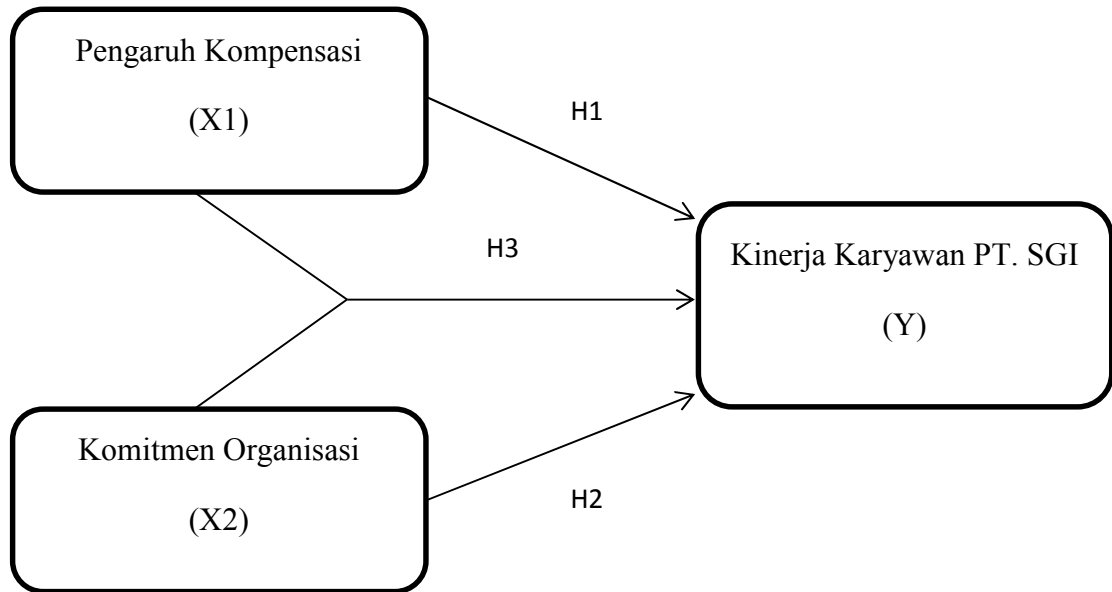 Pengaruh Kompensasi
(X1)
H1
H3
Kinerja Karyawan PT. SGI
(Y)
Komitmen Organisasi
(X2)
H2